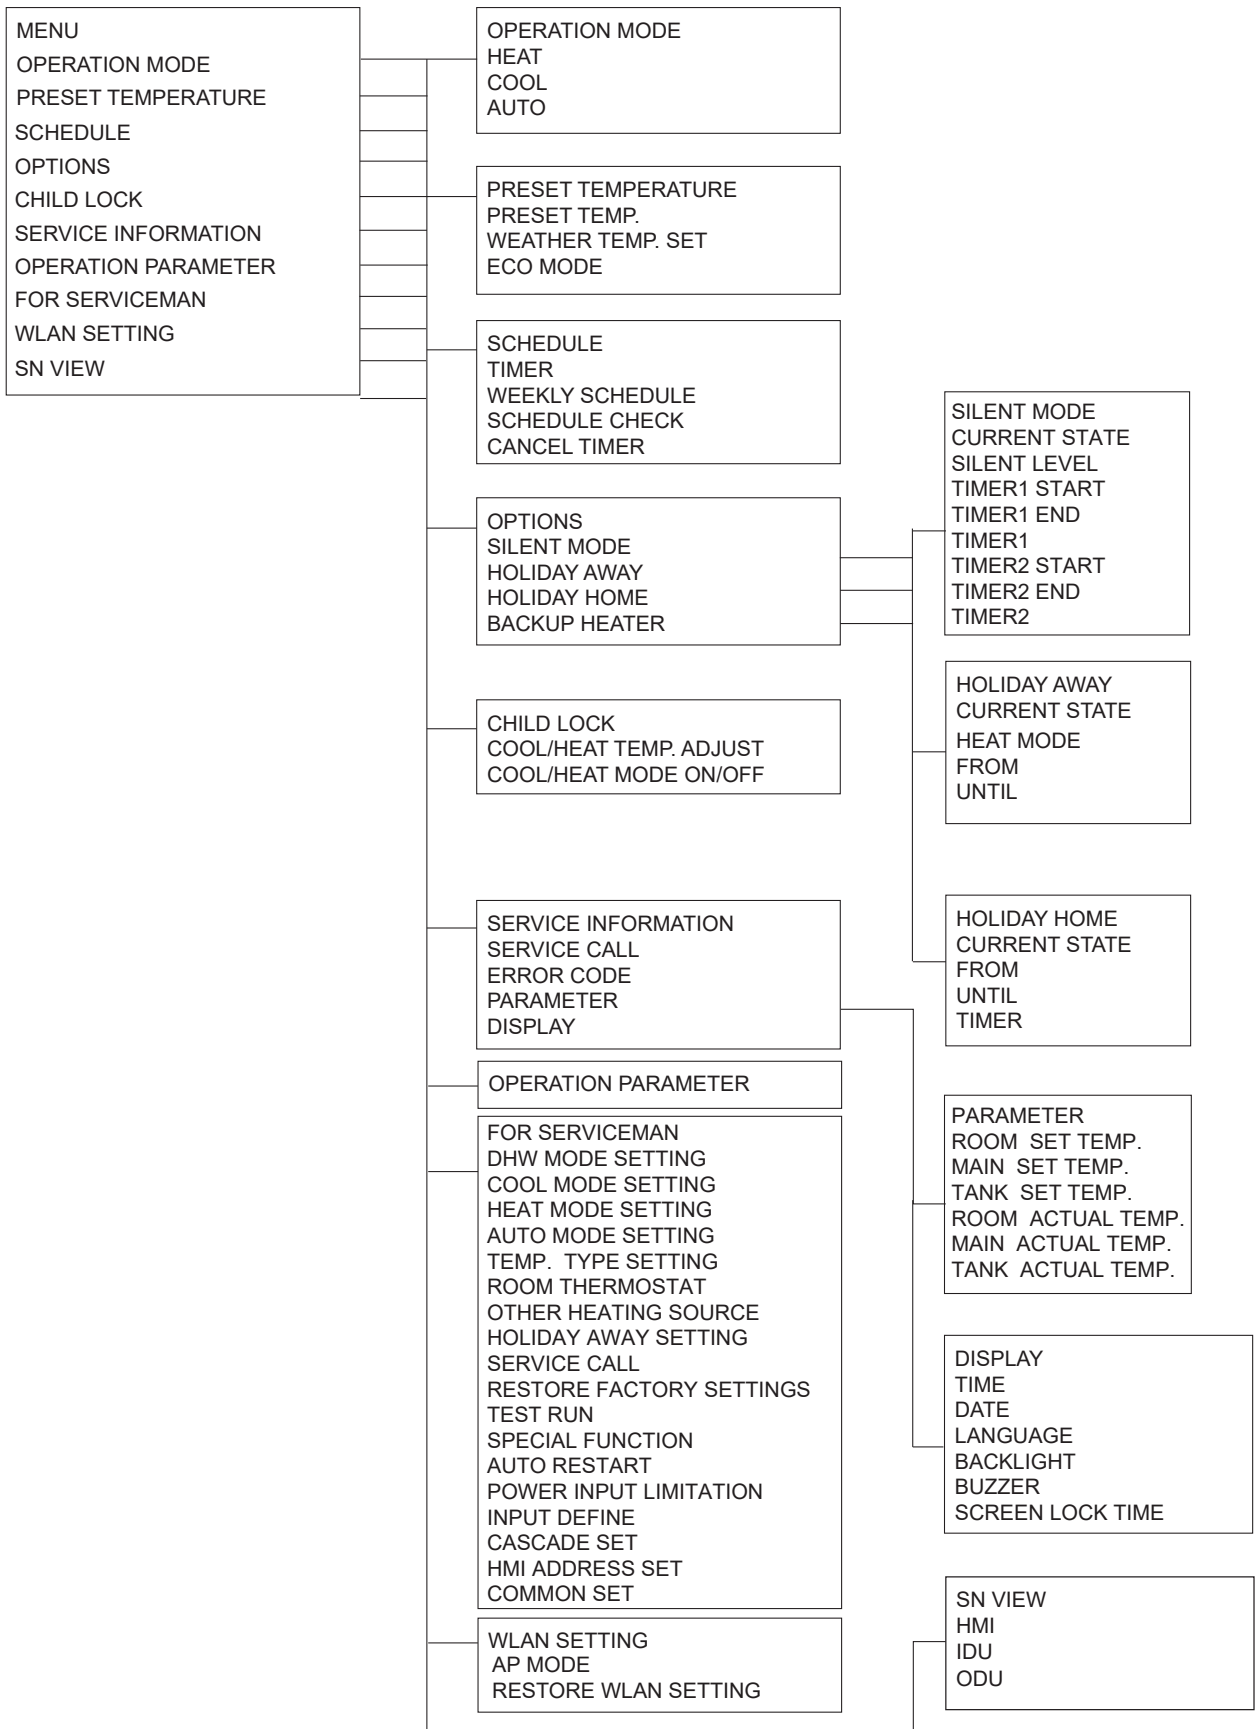 MENU
OPERATION MODE
PRESET TEMPERATURE
SCHEDULE
OPTIONS
CHILD LOCK
SERVICE INFORMATION
OPERATION PARAMETER
FOR SERVICEMAN
WLAN SETTING
SN VIEW
OPERATION MODE
HEAT
COOL
AUTO
PRESET TEMPERATURE
PRESET TEMP.
WEATHER TEMP. SET
ECO MODE
SCHEDULE
TIMER
WEEKLY SCHEDULE
SCHEDULE CHECK
CANCEL TIMER
OPTIONS
SILENT MODE
HOLIDAY AWAY
HOLIDAY HOME
BACKUP HEATER
CHILD LOCK
COOL/HEAT TEMP. ADJUST
COOL/HEAT MODE ON/OFF
SERVICE INFORMATION
SERVICE CALL
ERROR CODE
PARAMETER
DISPLAY
OPERATION PARAMETER
FOR SERVICEMAN
DHW MODE SETTING
COOL MODE SETTING
HEAT MODE SETTING
AUTO MODE SETTING
TEMP. TYPE SETTING
ROOM THERMOSTAT
OTHER HEATING SOURCE
HOLIDAY AWAY SETTING
SERVICE CALL
RESTORE FACTORY SETTINGS
TEST RUN
SPECIAL FUNCTION
AUTO RESTART
POWER INPUT LIMITATION
INPUT DEFINE
CASCADE SET
HMI ADDRESS SET
COMMON SET
WLAN SETTING
AP MODE
RESTORE WLAN SETTING
SILENT MODE
CURRENT STATE
SILENT LEVEL
TIMER1 START
TIMER1 END
TIMER1
TIMER2 START
TIMER2 END
TIMER2
HOLIDAY AWAY
CURRENT STATE
HEAT MODE
FROM
UNTIL
HOLIDAY HOME
CURRENT STATE
FROM
UNTIL
TIMER
PARAMETER
ROOM SET TEMP.
MAIN SET TEMP.
TANK SET TEMP.
ROOM ACTUAL TEMP.
MAIN ACTUAL TEMP.
TANK ACTUAL TEMP.
DISPLAY
TIME
DATE
LANGUAGE
BACKLIGHT
BUZZER
SCREEN LOCK TIME
SN VIEW
HMI
IDU
ODU